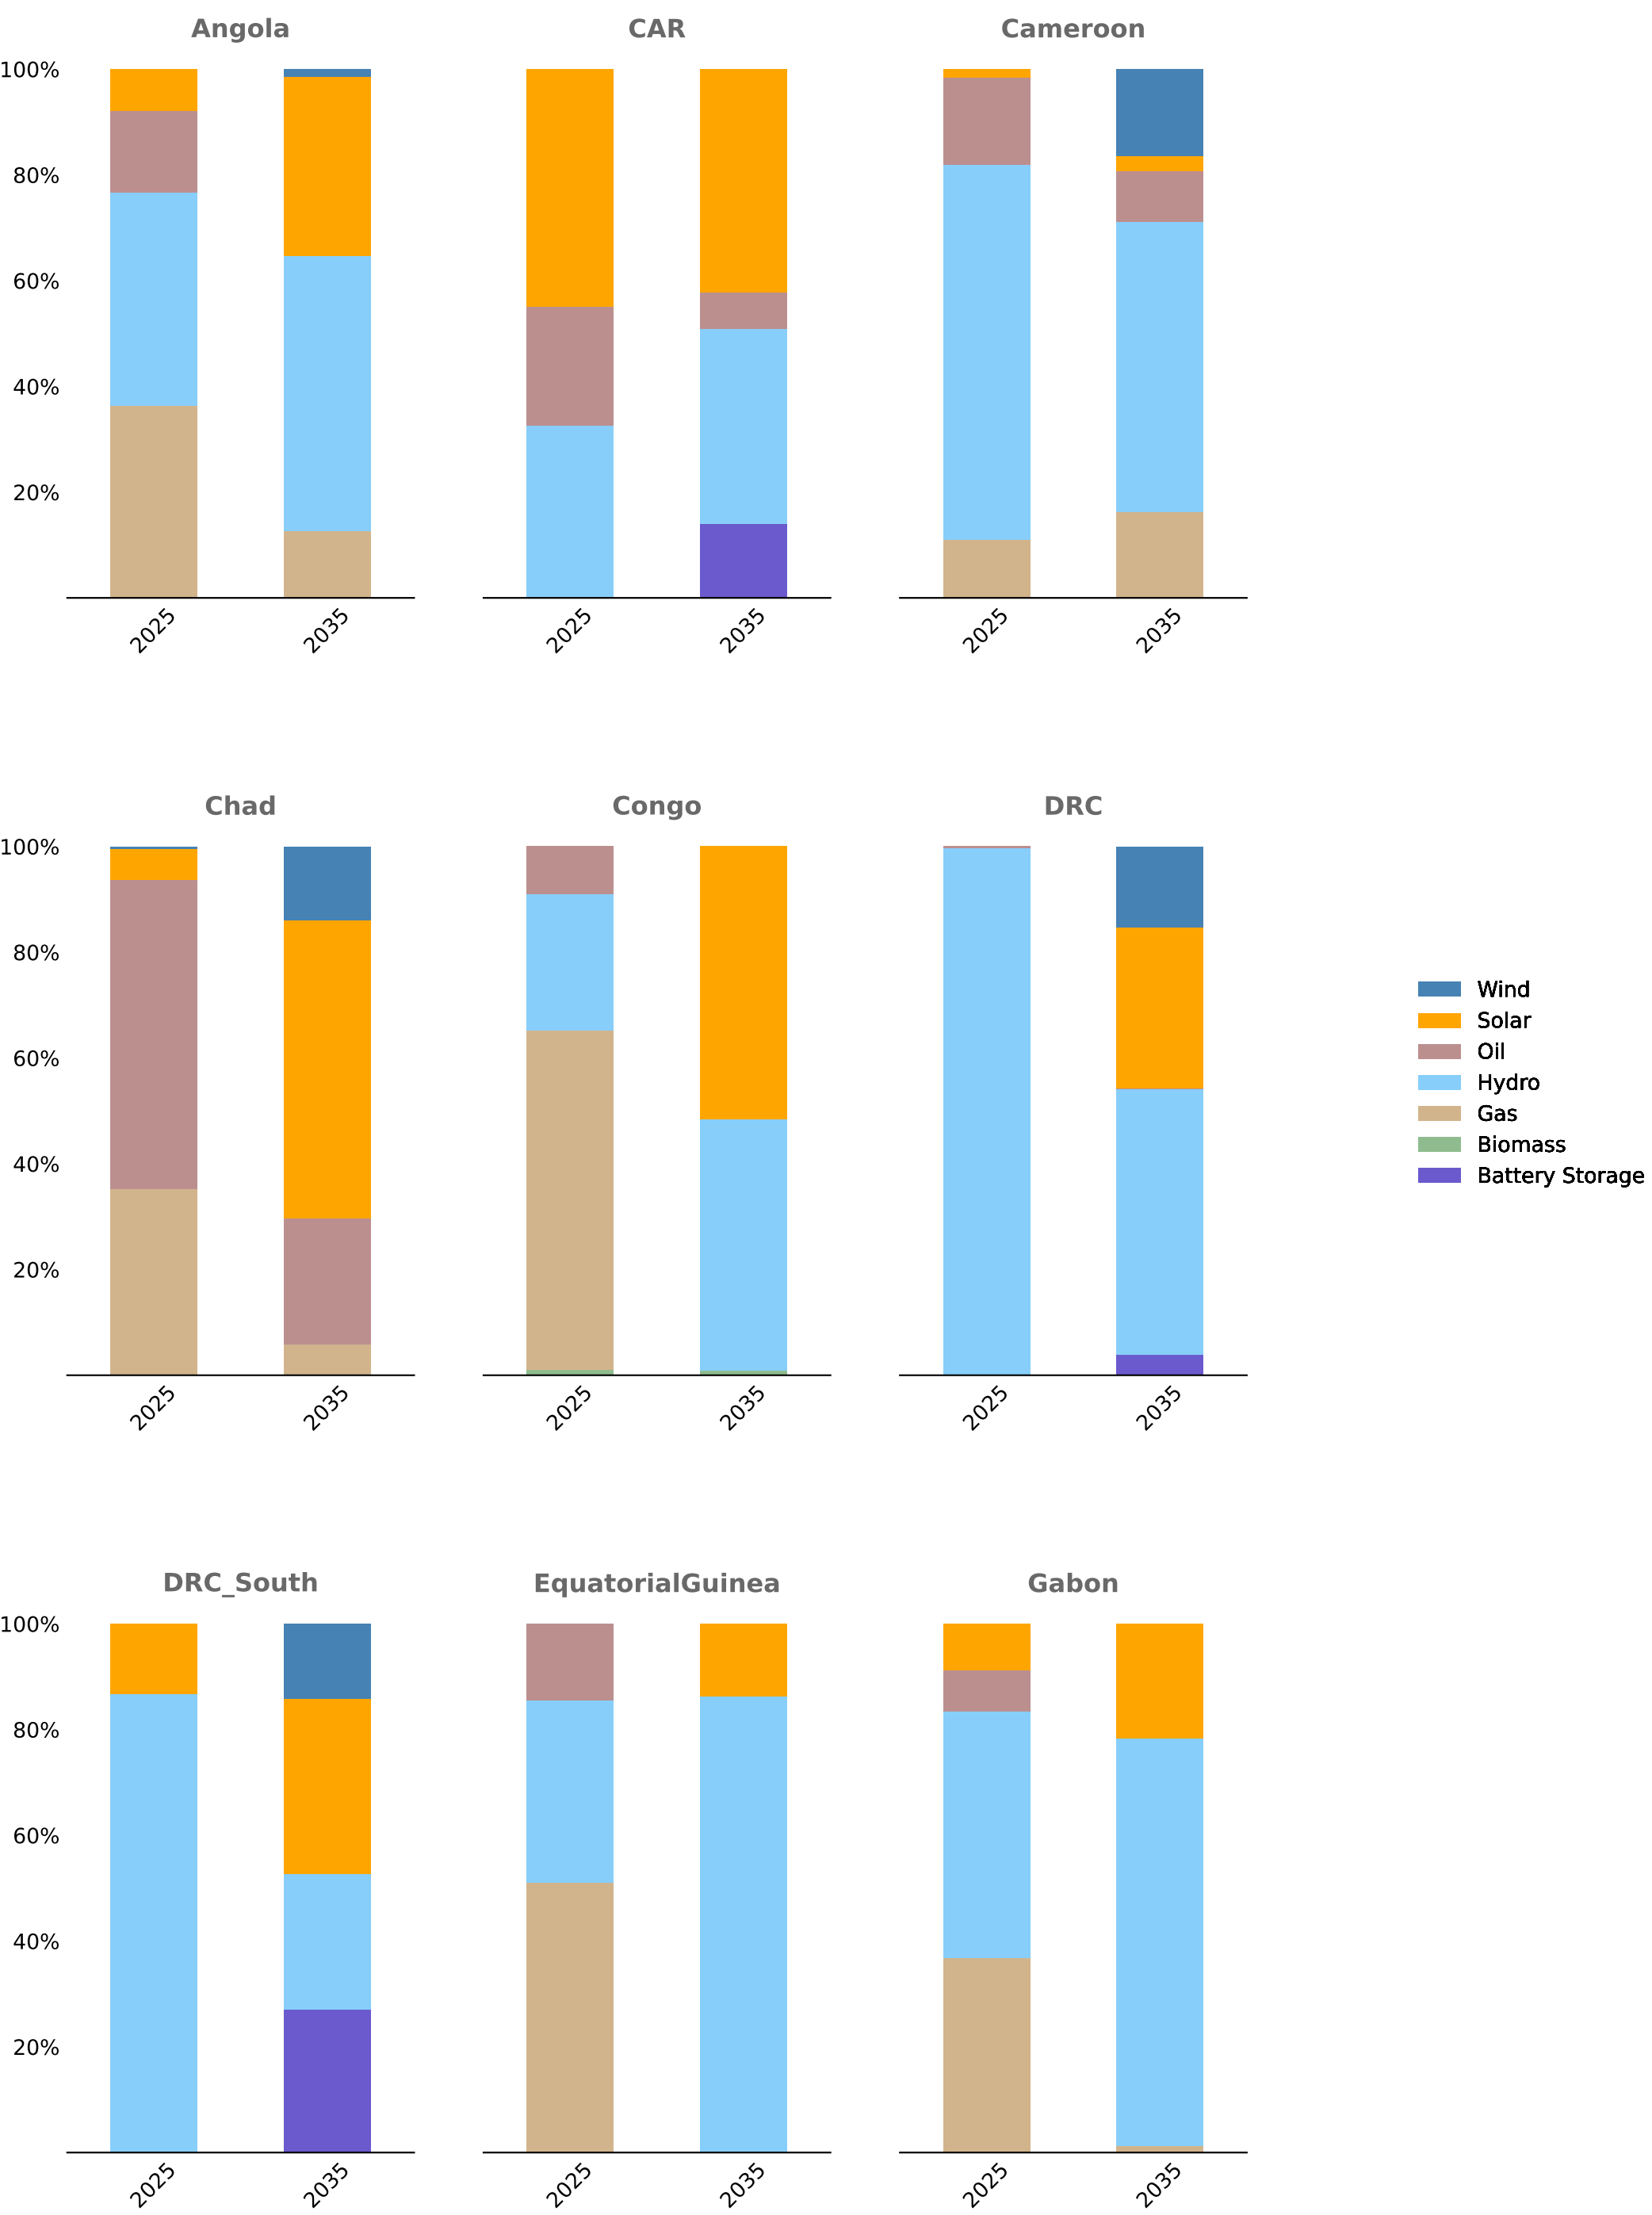 Angola CAR Cameroon
100%
80%
60%
40%
20%
2025 2035 2025 2035 2025 2035
Chad Congo DRC
100%
80%
60%
40%
20%
2025 2035 2025 2035 2025 2035
Wind
Solar
Oil
Hydro
Gas
Biomass
Battery Storage
DRC_South EquatorialGuinea Gabon
100%
80%
60%
40%
20%
2025 2035 2025 2035 2025 2035